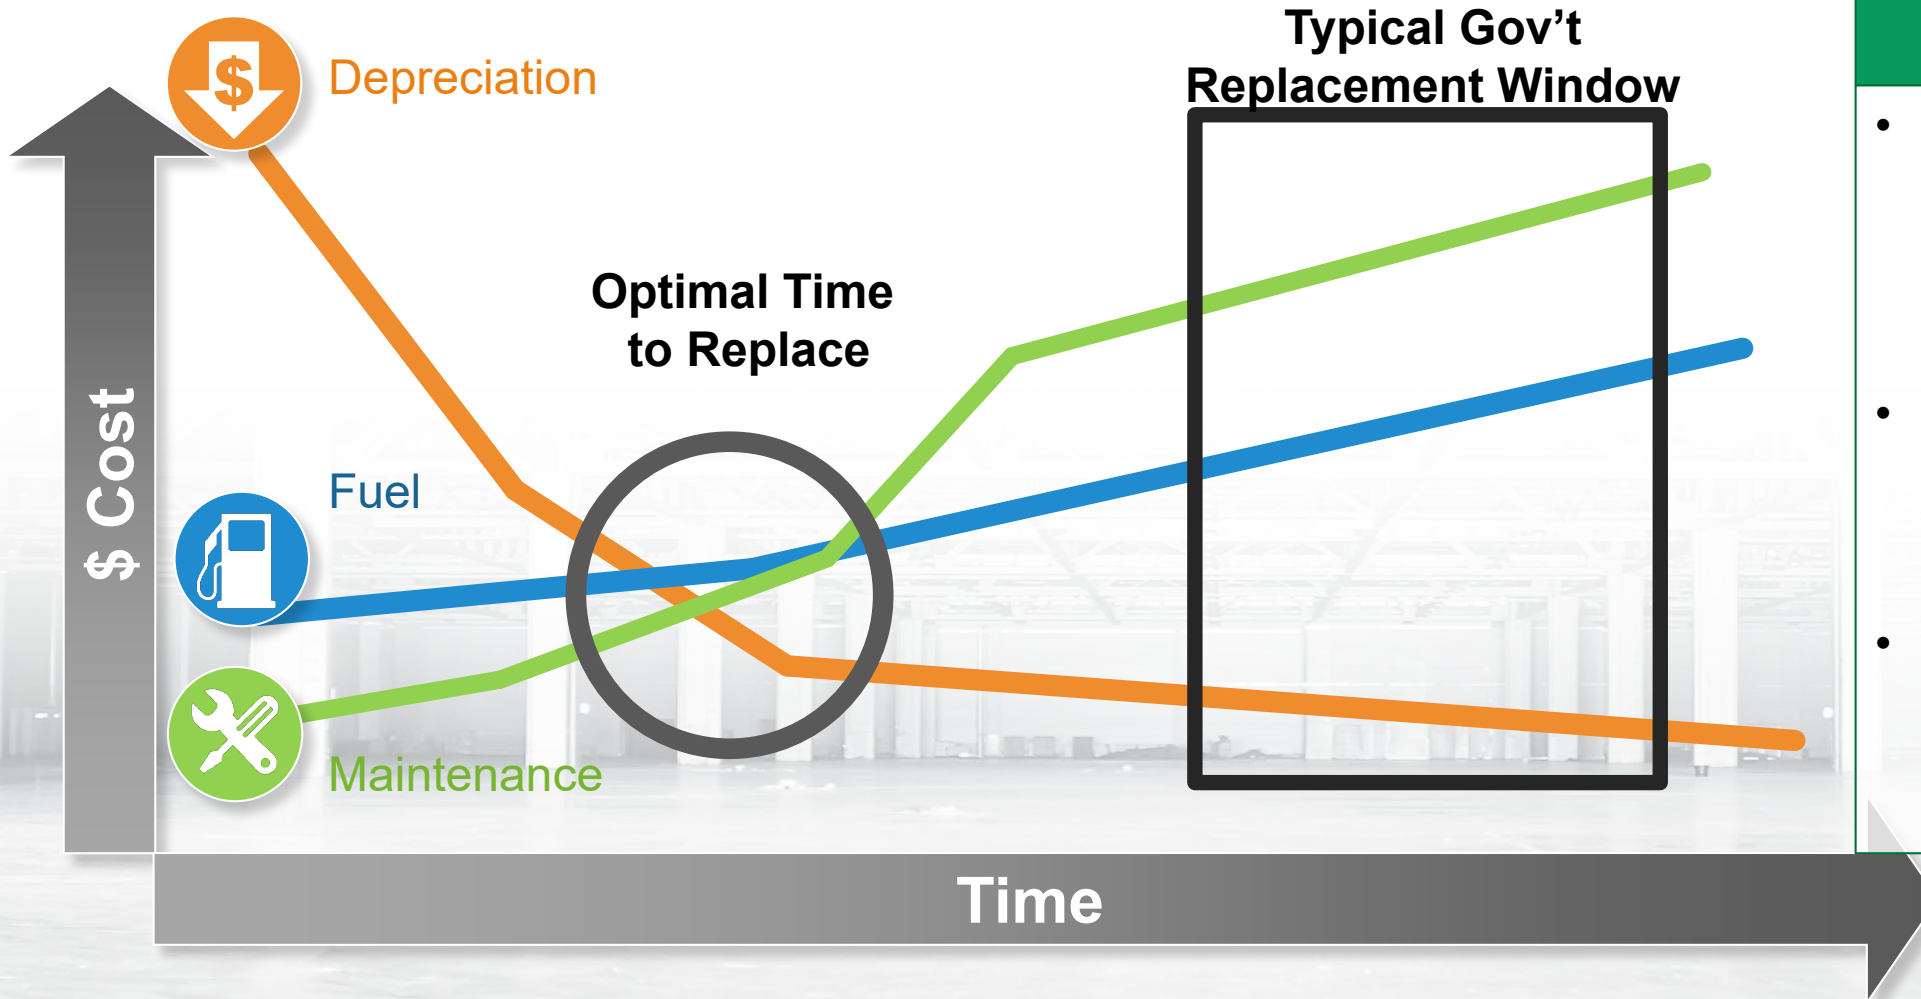 Typical Gov’t
Replacement Window
$
Depreciation
Optimal Time
to Replace
$ Cost
Fuel
Maintenance
Time
•
•
•